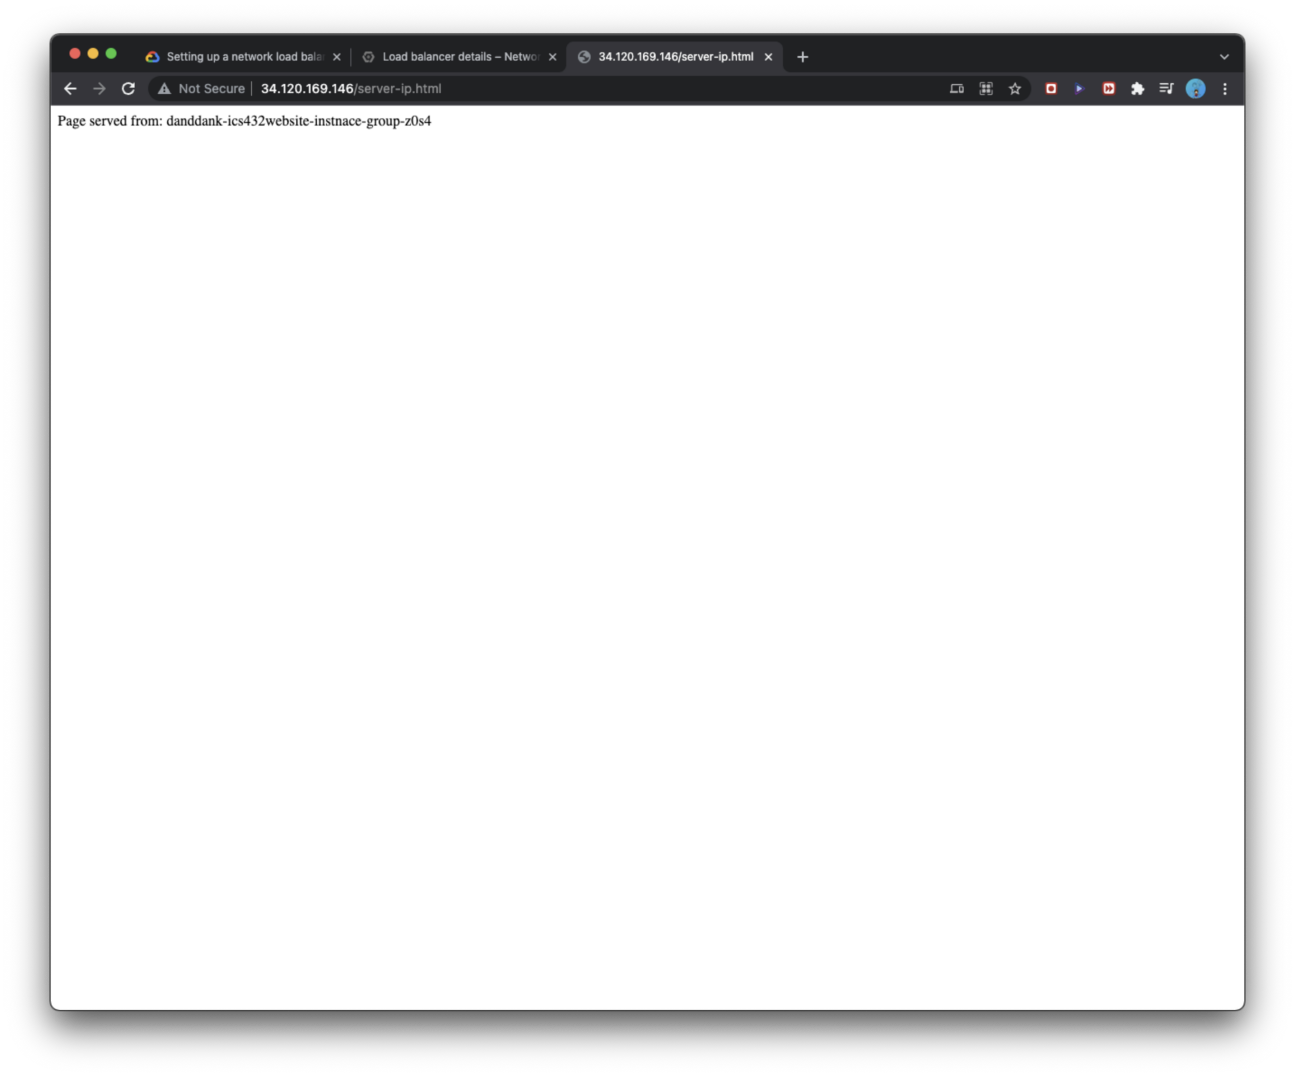 Setting up a network load bala
Load balancer details – Netwo
34.120.169.146/server-ip.html
Not Secure
34.120.169.146/server-ip.html
Page served from: danddank-ics432website-instnace-group-z0s4